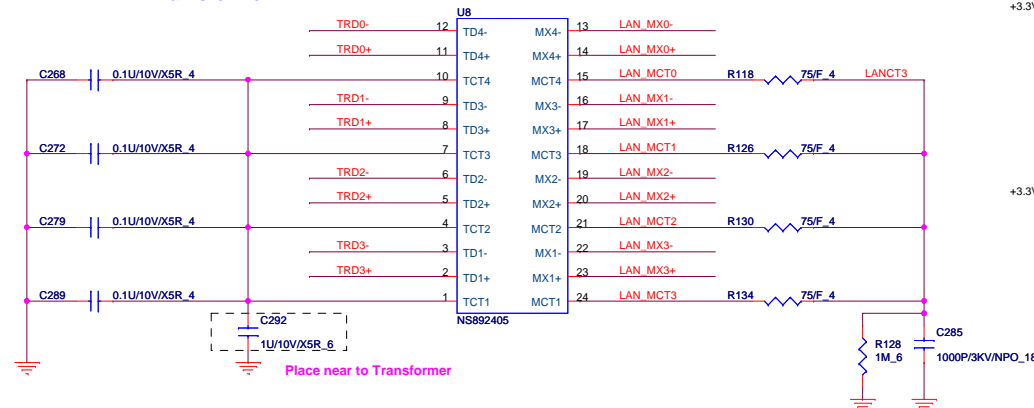 +3.3V
U8
TRD0- 12 TD4- MX4- 13 LAN_MX0-
TRD0+ 11 TD4+ MX4+ 14 LAN_MX0+
C268 0.1U/10V/X5R_4 10 TCT4 MCT4 15 LAN_MCT0 R118 75/F_4 LANCT3
TRD1- 9 TD3- MX3- 16 LAN_MX1-
TRD1+ 8 TD3+ MX3+ 17 LAN_MX1+
C272 0.1U/10V/X5R_4 7 TCT3 MCT3 18 LAN_MCT1 R126 75/F_4
TRD2- 6 TD2- MX2- 19 LAN_MX2-
+3.3V
TRD2+ 5 TD2+ MX2+ 20 LAN_MX2+
C279 0.1U/10V/X5R_4 4 TCT2 MCT2 21 LAN_MCT2 R130 75/F_4
TRD3- 3 TD1- MX1- 22 LAN_MX3-
TRD3+ 2 TD1+ MX1+ 23 LAN_MX3+
C289 0.1U/10V/X5R_4 1 TCT1 MCT1 24 LAN_MCT3 R134 75/F_4
C292 NS892405
1U/10V/X5R_6
C285
R128
1M_6 1000P/3KV/NPO_18
Place near to Transformer